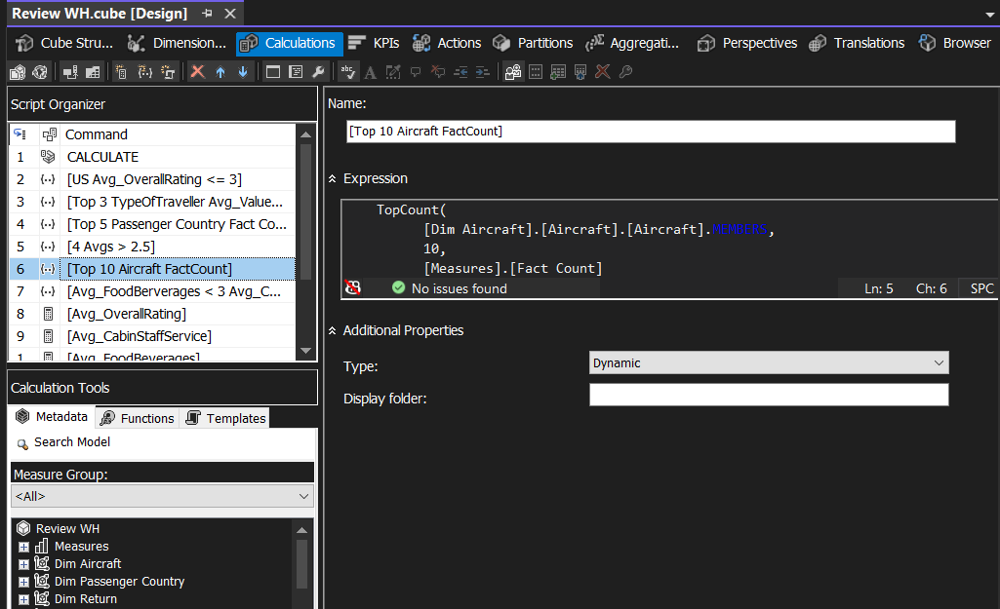 Review WH.cube [Design]
Cube Stru... Dimension... Calculations KPIs Actions Partitions Aggregati... Perspectives Translations Browser
Script Organizer
Command
1 CALCULATE
2 [US Avg_OverallRating <= 3]
3 [Top 3 TypeOfTraveller Avg_Value...
4 [Top 5 Passenger Country Fact Co...
5 [4 Avgs > 2.5]
6 [Top 10 Aircraft FactCount]
7 [Avg_FoodBerverages < 3 Avg_C...
8 [Avg_OverallRating]
9 [Avg_CabinStaffService]
1 [Avg_FoodBeverages]
Calculation Tools
Metadata Functions Templates
Search Model
Measure Group:
<All>
Review WH
Measures
Dim Aircraft
Dim Passenger Country
Dim Return
Name:
[Top 10 Aircraft FactCount]
Expression
TopCount(
[Dim Aircraft].[Aircraft].[Aircraft].MEMBERS,
10,
[Measures].[Fact Count]
No issues found Ln: 5 Ch: 6 SPC
Additional Properties
Type: Dynamic
Display folder: